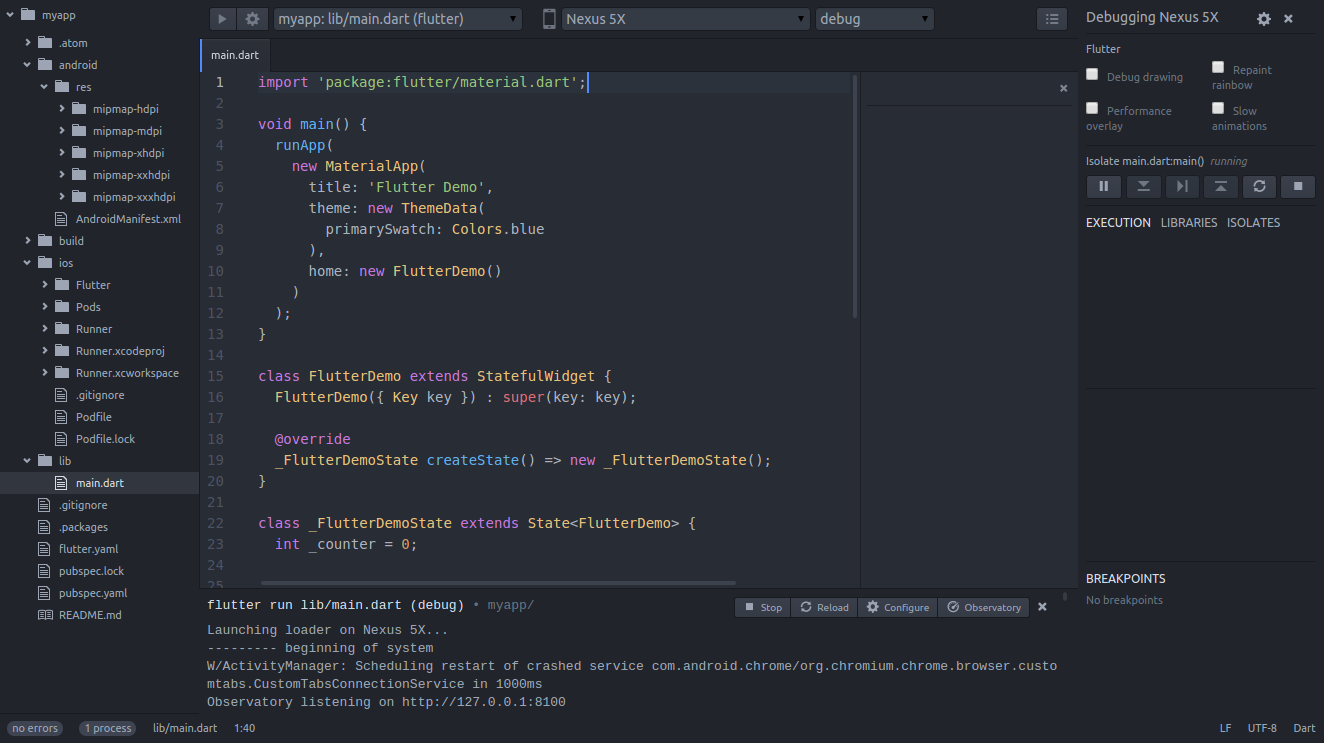 myapp
.atom
android
res
mipmap-hdpi
mipmap-mdpi
mipmap-xhdpi
mipmap-xxhdpi
mipmap-xxxhdpi
AndroidManifest.xml
build
ios
Flutter
Pods
Runner
Runner.xcodeproj
Runner.xcworkspace
.gitignore
Podfile
Podfile.lock
lib
main.dart
.gitignore
.packages
flutter.yaml
pubspec.lock
pubspec.yaml
README.md
myapp: lib/main.dart (flutter)
Nexus 5X
debug
main.dart
1 import 'package:flutter/material.dart';
2
3 void main() {
4 runApp(
5 new MaterialApp(
6 title: 'Flutter Demo',
7 theme: new ThemeData(
8 primarySwatch: Colors.blue
9 ),
10 home: new FlutterDemo()
11 )
12 );
13 }
14
15 class FlutterDemo extends StatefulWidget {
16 FlutterDemo({ Key key }) : super(key: key);
17
18 @override
19 _FlutterDemoState createState() => new _FlutterDemoState();
20 }
21
22 class _FlutterDemoState extends State<FlutterDemo> {
23 int _counter = 0;
24
25
flutter run lib/main.dart (debug) • myapp/
Stop
Reload
Configure
Observatory
Launching loader on Nexus 5X...
--------- beginning of system
W/ActivityManager: Scheduling restart of crashed service com.android.chrome/org.chromium.chrome.browser.custo
mtabs.CustomTabsConnectionService in 1000ms
Observatory listening on http://127.0.0.1:8100
Debugging Nexus 5X
Flutter
Debug drawing
Repaint
rainbow
Performance
overlay
Slow
animations
Isolate main.dart:main() running
EXECUTION LIBRARIES ISOLATES
BREAKPOINTS
No breakpoints
no errors
1 process
lib/main.dart
1:40
LF
UTF-8
Dart